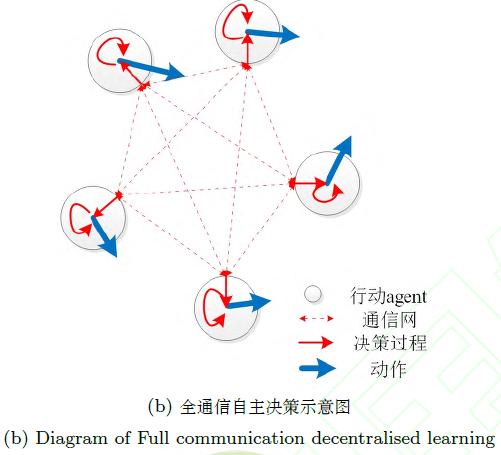 行动agent
通信网
决策过程
动作
(b) 全通信自主决策示意图
(b) Diagram of Full communication decentralised learning